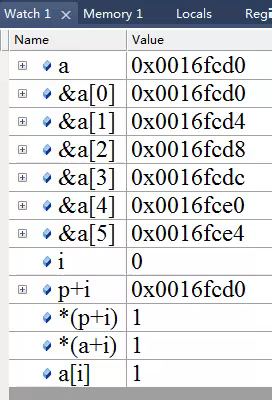 Watch 1 Memory 1 Locals Regi
Name Value
a 0x0016fcd0
&a[0] 0x0016fcd0
&a[1] 0x0016fcd4
&a[2] 0x0016fcd8
&a[3] 0x0016fcdc
&a[4] 0x0016fce0
&a[5] 0x0016fce4
i 0
p+i 0x0016fcd0
*(p+i) 1
*(a+i) 1
a[i] 1